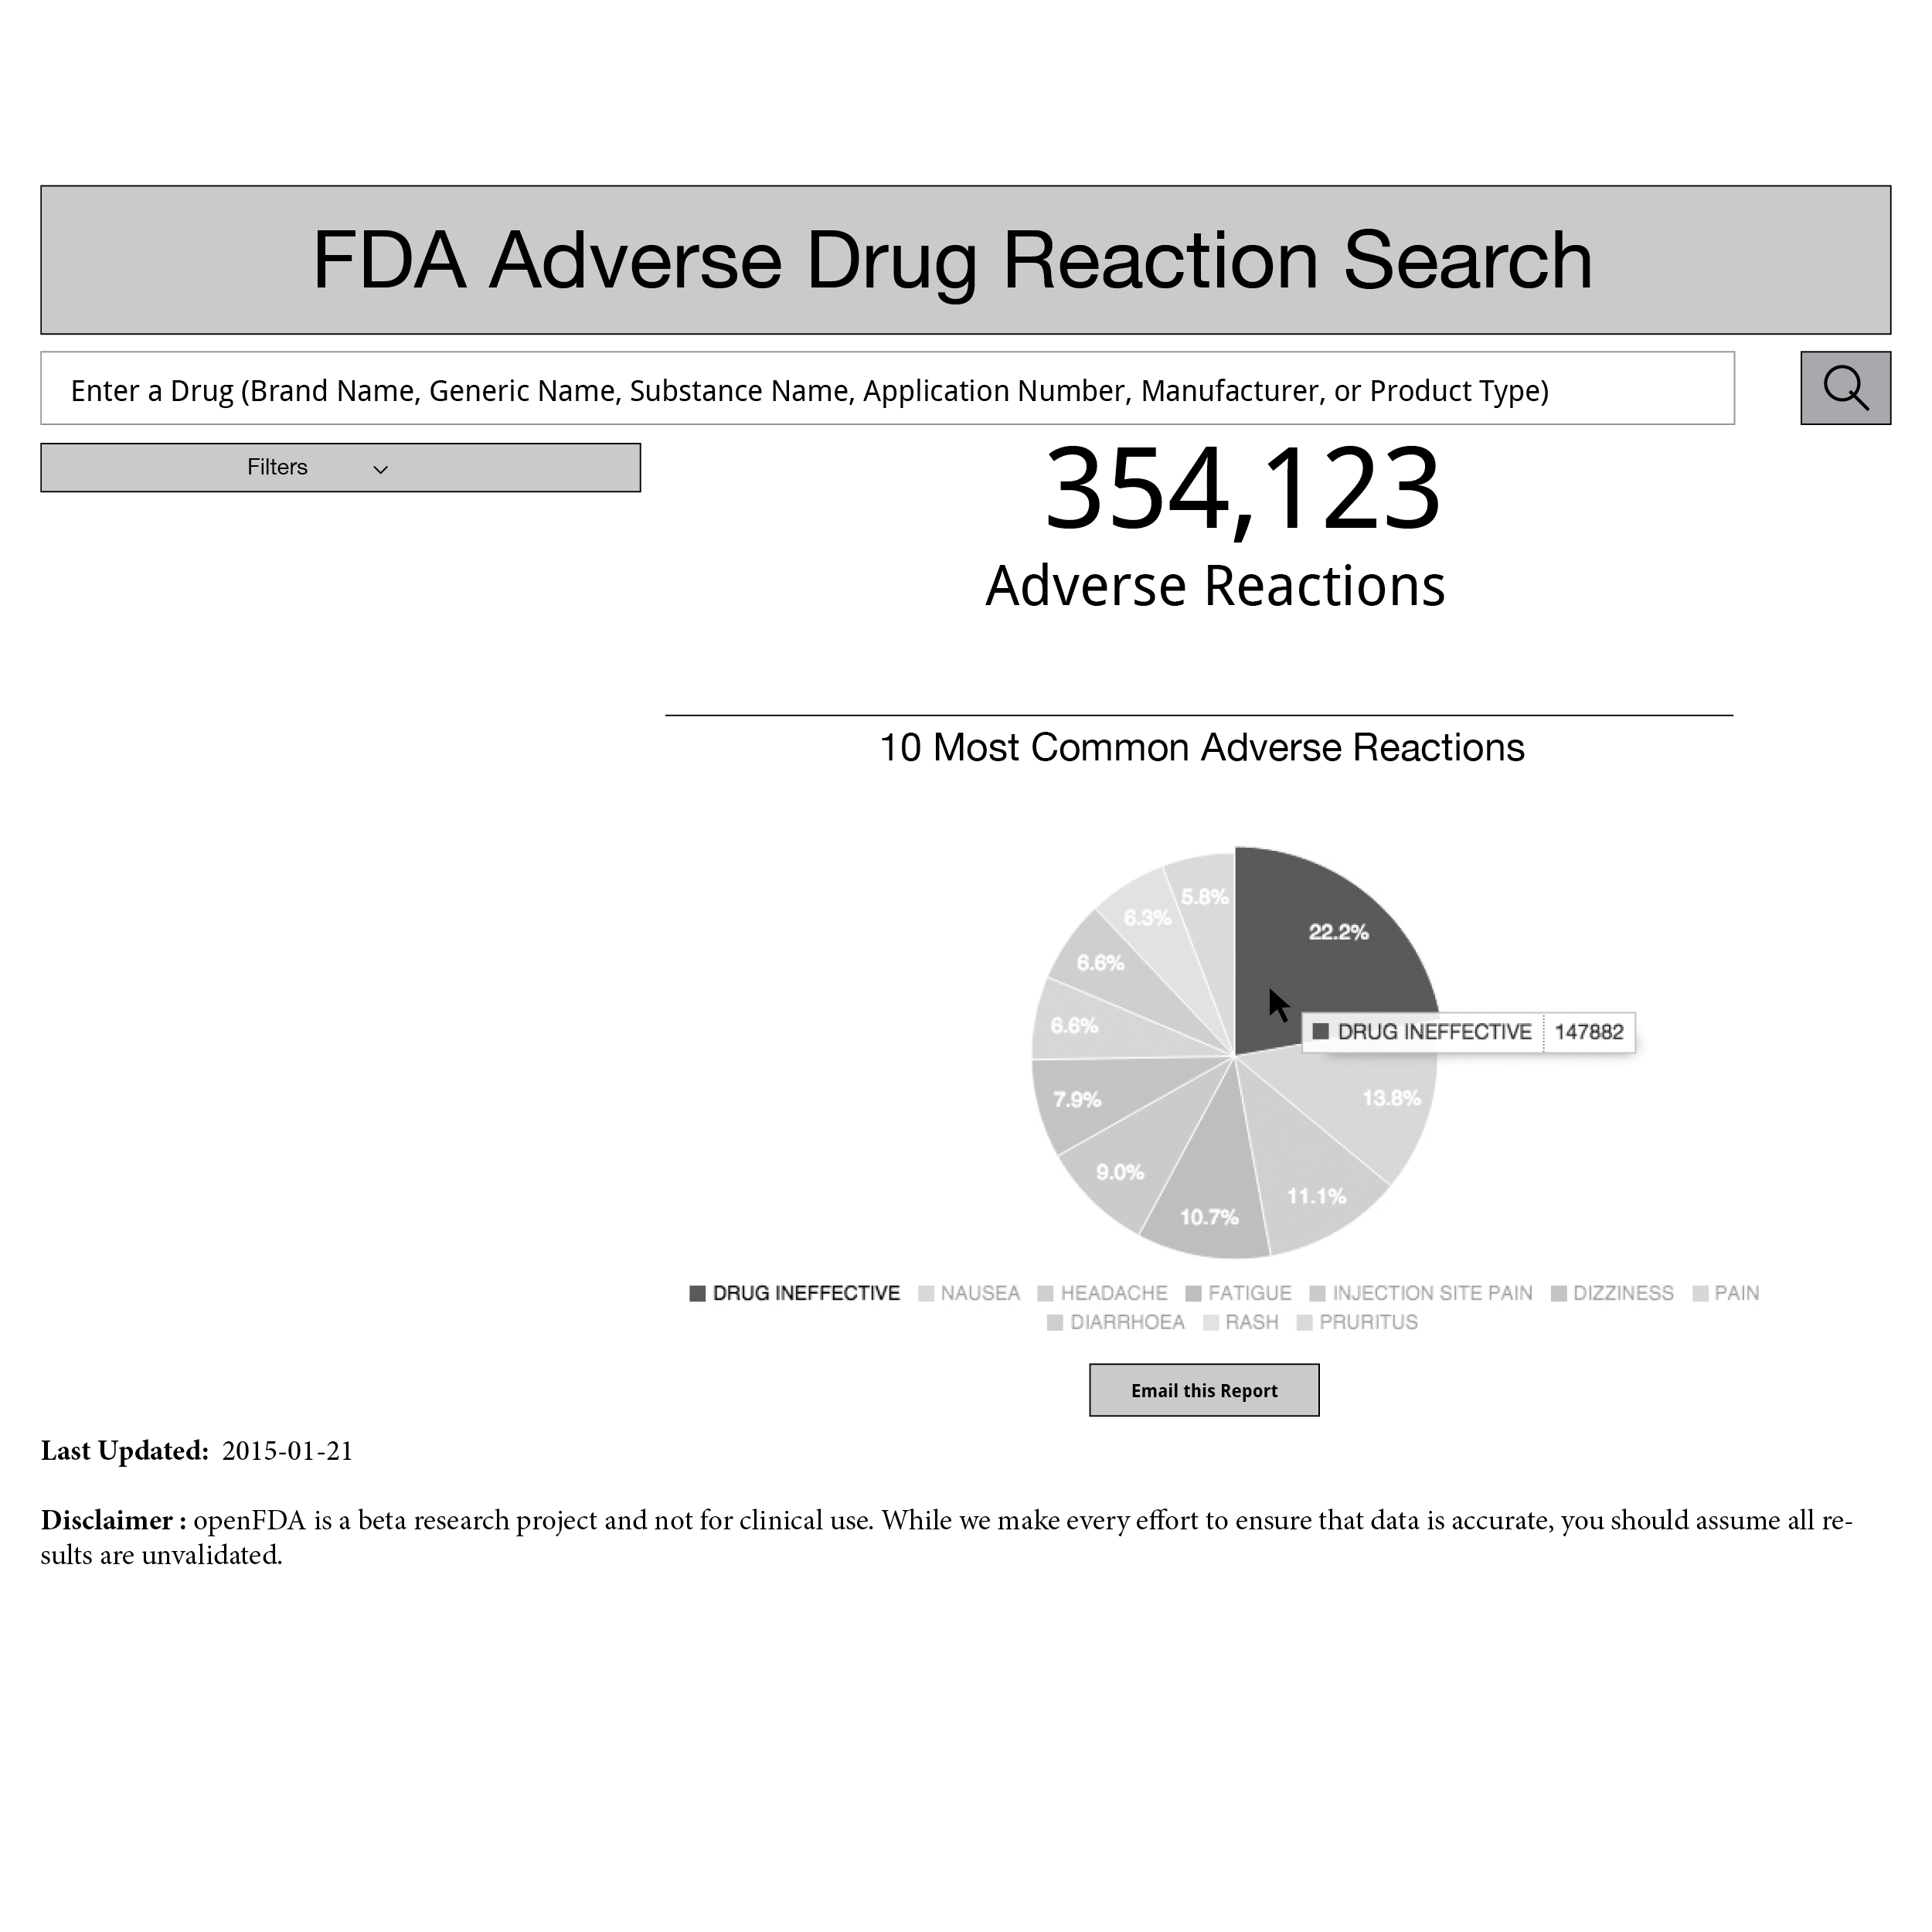 FDA Adverse Drug Reaction Search
Enter a Drug (Brand Name, Generic Name, Substance Name, Application Number, Manufacturer, or Product Type)
Filters
354,123
Adverse Reactions
10 Most Common Adverse Reactions
5.8%
22.2%
6.3%
6.6%
6.6%
DRUG INEFFECTIVE 147882
13.8%
7.9%
9.0%
11.1%
10.7%
DRUG INEFFECTIVE NAUSEA HEADACHE FATIGUE INJECTION SITE PAIN DIZZINESS PAIN
DIARRHOEA RASH PRURITUS
Email this Report
Last Updated: 2015-01-21
Disclaimer : openFDA is a beta research project and not for clinical use. While we make every effort to ensure that data is accurate, you should assume all re-
sults are unvalidated.